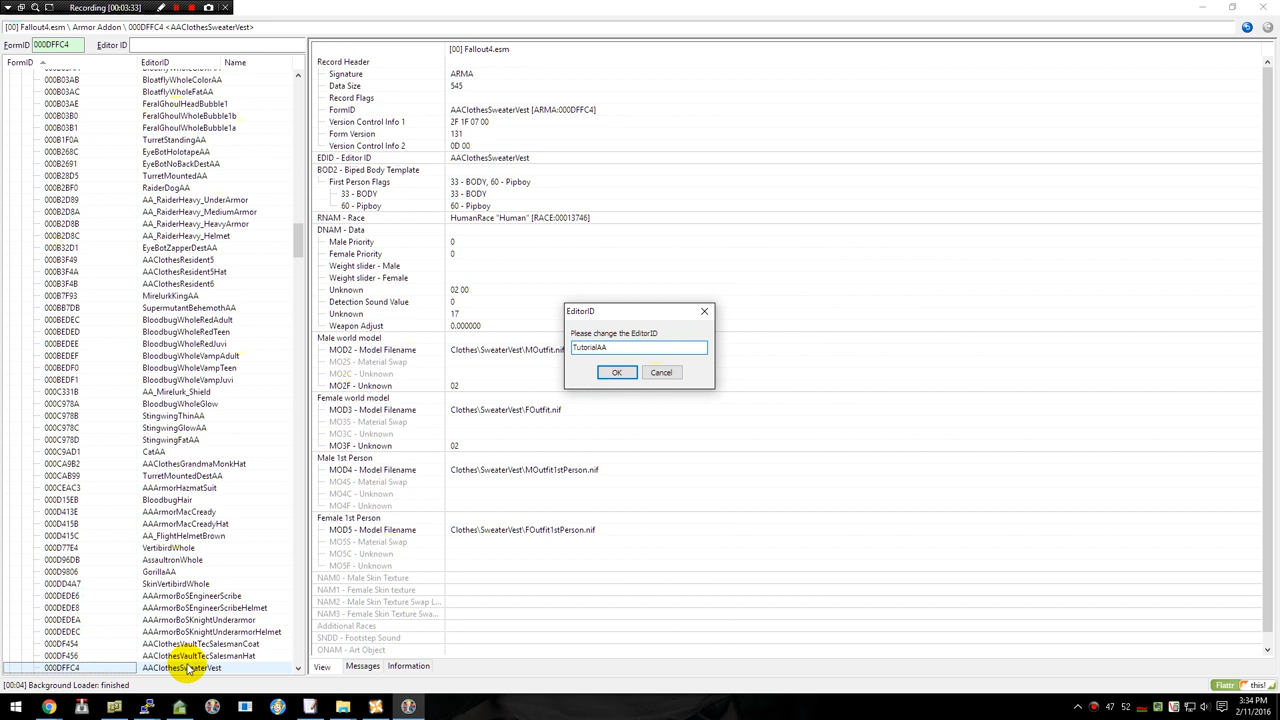 Recording [00:03:33]
[00] Fallout4.esm \ Armor Addon \ 000DFFC4 <AAClothesSweaterVest>
FormID 000DFFC4 Editor ID
FormID EditorID Name
000B03AB BloatflyWholeColorAA
000B03AC BloatflyWholeFatAA
000B03AE FeralGhoulHeadBubble1
000B03B0 FeralGhoulWholeBubble1b
000B03B1 FeralGhoulWholeBubble1a
000B1F0A TurretStandingAA
000B268C EyeBotHolotapeAA
000B2691 EyeBotNoBackDestAA
000B28D5 TurretMountedAA
000B2BF0 RaiderDogAA
000B2D89 AA_RaiderHeavy_UnderArmor
000B2D8A AA_RaiderHeavy_MediumArmor
000B2D8B AA_RaiderHeavy_HeavyArmor
000B2D8C AA_RaiderHeavy_Helmet
000B32D1 EyeBotZapperDestAA
000B3F49 AAClothesResident5
000B3F4A AAClothesResident5Hat
000B3F4B AAClothesResident6
000B7F93 MirelurkKingAA
000BB7DB SupermutantBehemothAA
000BEDED BloodbugWholeRedAdult
000BEDED BloodbugWholeRedTeen
000BEDEE BloodbugWholeRedJuvi
000BEDEF BloodbugWholeVampAdult
000BEDF0 BloodbugWholeVampTeen
000BEDF1 BloodbugWholeVampJuvi
000C331B AA_Mirelurk_Shield
000C978A BloodbugWholeGlow
000C978B StingwingThinAA
000C978C StingwingGlowAA
000C978D StingwingFatAA
000C9AD1 CatAA
000CA9B2 AAClothesGrandmaMonkHat
000CAB99 TurretMountedDestAA
000CEAC3 AAArmorHazmatSuit
000D15EB BloodbugHair
000D413E AAArmorMacCready
000D415B AAArmorMacCreadyHat
000D415C AA_FlightHelmetBrown
000D77E4 VertibirdWhole
000D96DB AssaultronWhole
000D9806 GorillaAA
000DD4A7 SkinVertibirdWhole
000DEDE6 AAArmorBoSEngineerScribe
000DEDE8 AAArmorBoSEngineerScribeHelmet
000DEDEA AAArmorBoSKnightUnderarmor
000DEDEC AAArmorBoSKnightUnderarmorHelmet
000DF454 AAClothesVaultTecSalesmanCoat
000DF456 AAClothesVaultTecSalesmanHat
000DFFC4 AAClothesSweaterVest
[00] Fallout4.esm
Record Header
Signature ARMA
Data Size 545
Record Flags
FormID AAClothesSweaterVest [ARMA:000DFFC4]
Version Control Info 1 2F 1F 07 00
Form Version 131
Version Control Info 2 0D 00
EDID - Editor ID AAClothesSweaterVest
BOD2 - Biped Body Template
First Person Flags 33 - BODY, 60 - Pipboy
33 - BODY 33 - BODY
60 - Pipboy 60 - Pipboy
RNAM - Race HumanRace "Human" [RACE:00013746]
DNAM - Data
Male Priority 0
Female Priority 0
Weight slider - Male
Weight slider - Female
Unknown 02 00
Detection Sound Value 0
Unknown 17
Weapon Adjust 0.000000
Male world model
MOD2 - Model Filename Clothes\SweaterVest\MOutfit.nif
MO2S - Material Swap
MO2C - Unknown
MO2F - Unknown 02
Female world model
MOD3 - Model Filename Clothes\SweaterVest\FOutfit.nif
MO3S - Material Swap
MO3C - Unknown
MO3F - Unknown 02
Male 1st Person
MOD4 - Model Filename Clothes\SweaterVest\MOutfit1stPerson.nif
MO4S - Material Swap
MO4C - Unknown
MO4F - Unknown
Female 1st Person
MOD5 - Model Filename Clothes\SweaterVest\FOutfit1stPerson.nif
MO5S - Material Swap
MO5C - Unknown
MO5F - Unknown
NAM0 - Male Skin Texture
NAM1 - Female Skin texture
NAM2 - Male Skin Texture Swap L...
NAM3 - Female Skin Texture Swa...
Additional Races
SNDD - Footstep Sound
ONAM - Art Object
EditorID
Please change the EditorID
TutorialAA
OK Cancel
View Messages Information
[00:04] Background Loader: finished
Flattr this!
47 52
3:34 PM
2/11/2016